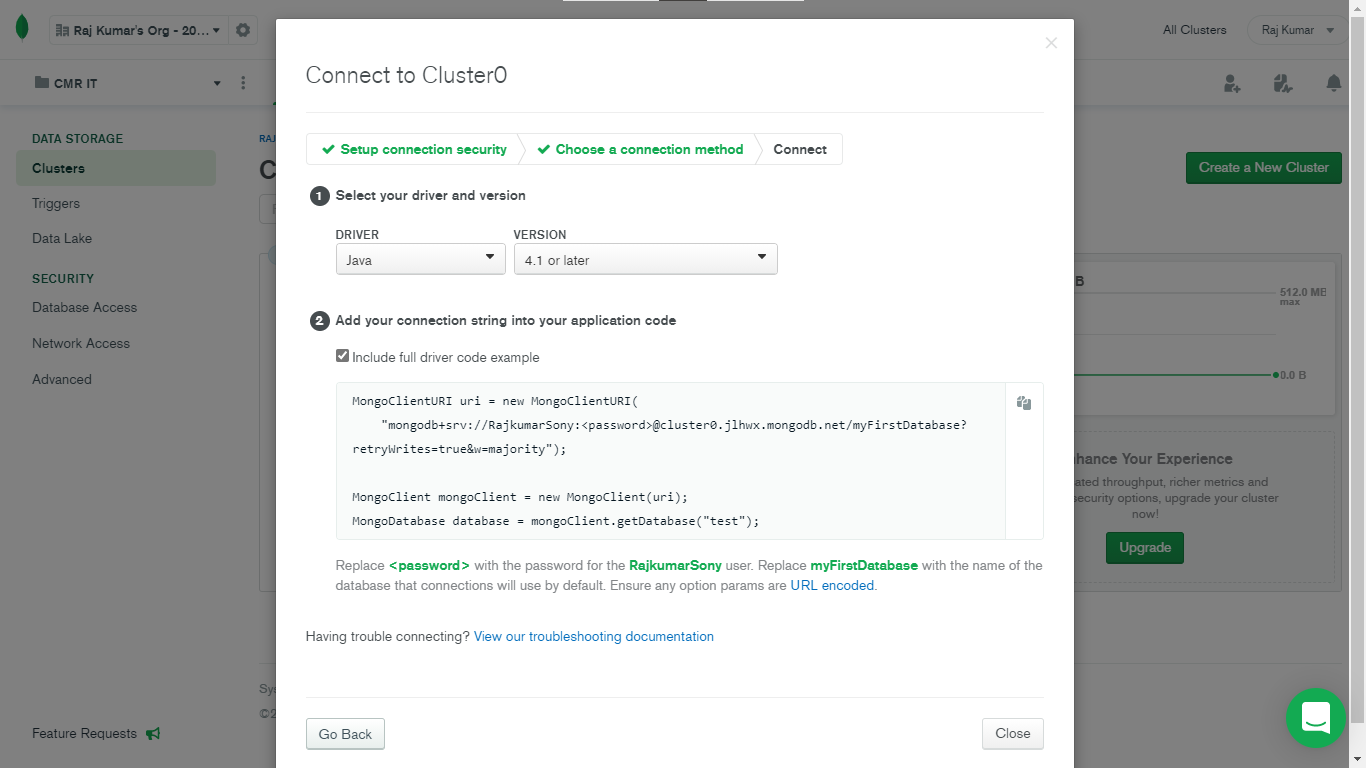 Raj Kumar's Org - 20...
All Clusters
Raj Kumar
CMR IT
DATA STORAGE
Clusters
Triggers
Data Lake
SECURITY
Database Access
Network Access
Advanced
Feature Requests
RAJ
C
Create a New Cluster
B
512.0 MB
max
0.0 B
hance Your Experience
ated throughput, richer metrics and
security options, upgrade your cluster
now!
Upgrade
Sys
©2
Connect to Cluster0
Setup connection security
Choose a connection method
Connect
1 Select your driver and version
DRIVER VERSION
Java 4.1 or later
2 Add your connection string into your application code
Include full driver code example
MongoClientURI uri = new MongoClientURI(
"mongodb+srv://RajkumarSony:<password>@cluster0.jlhwx.mongodb.net/myFirstDatabase?
retryWrites=true&w=majority");
MongoClient mongoClient = new MongoClient(uri);
MongoDatabase database = mongoClient.getDatabase("test");
Replace <password> with the password for the RajkumarSony user. Replace myFirstDatabase with the name of the
database that connections will use by default. Ensure any option params are URL encoded.
Having trouble connecting? View our troubleshooting documentation
Go Back
Close